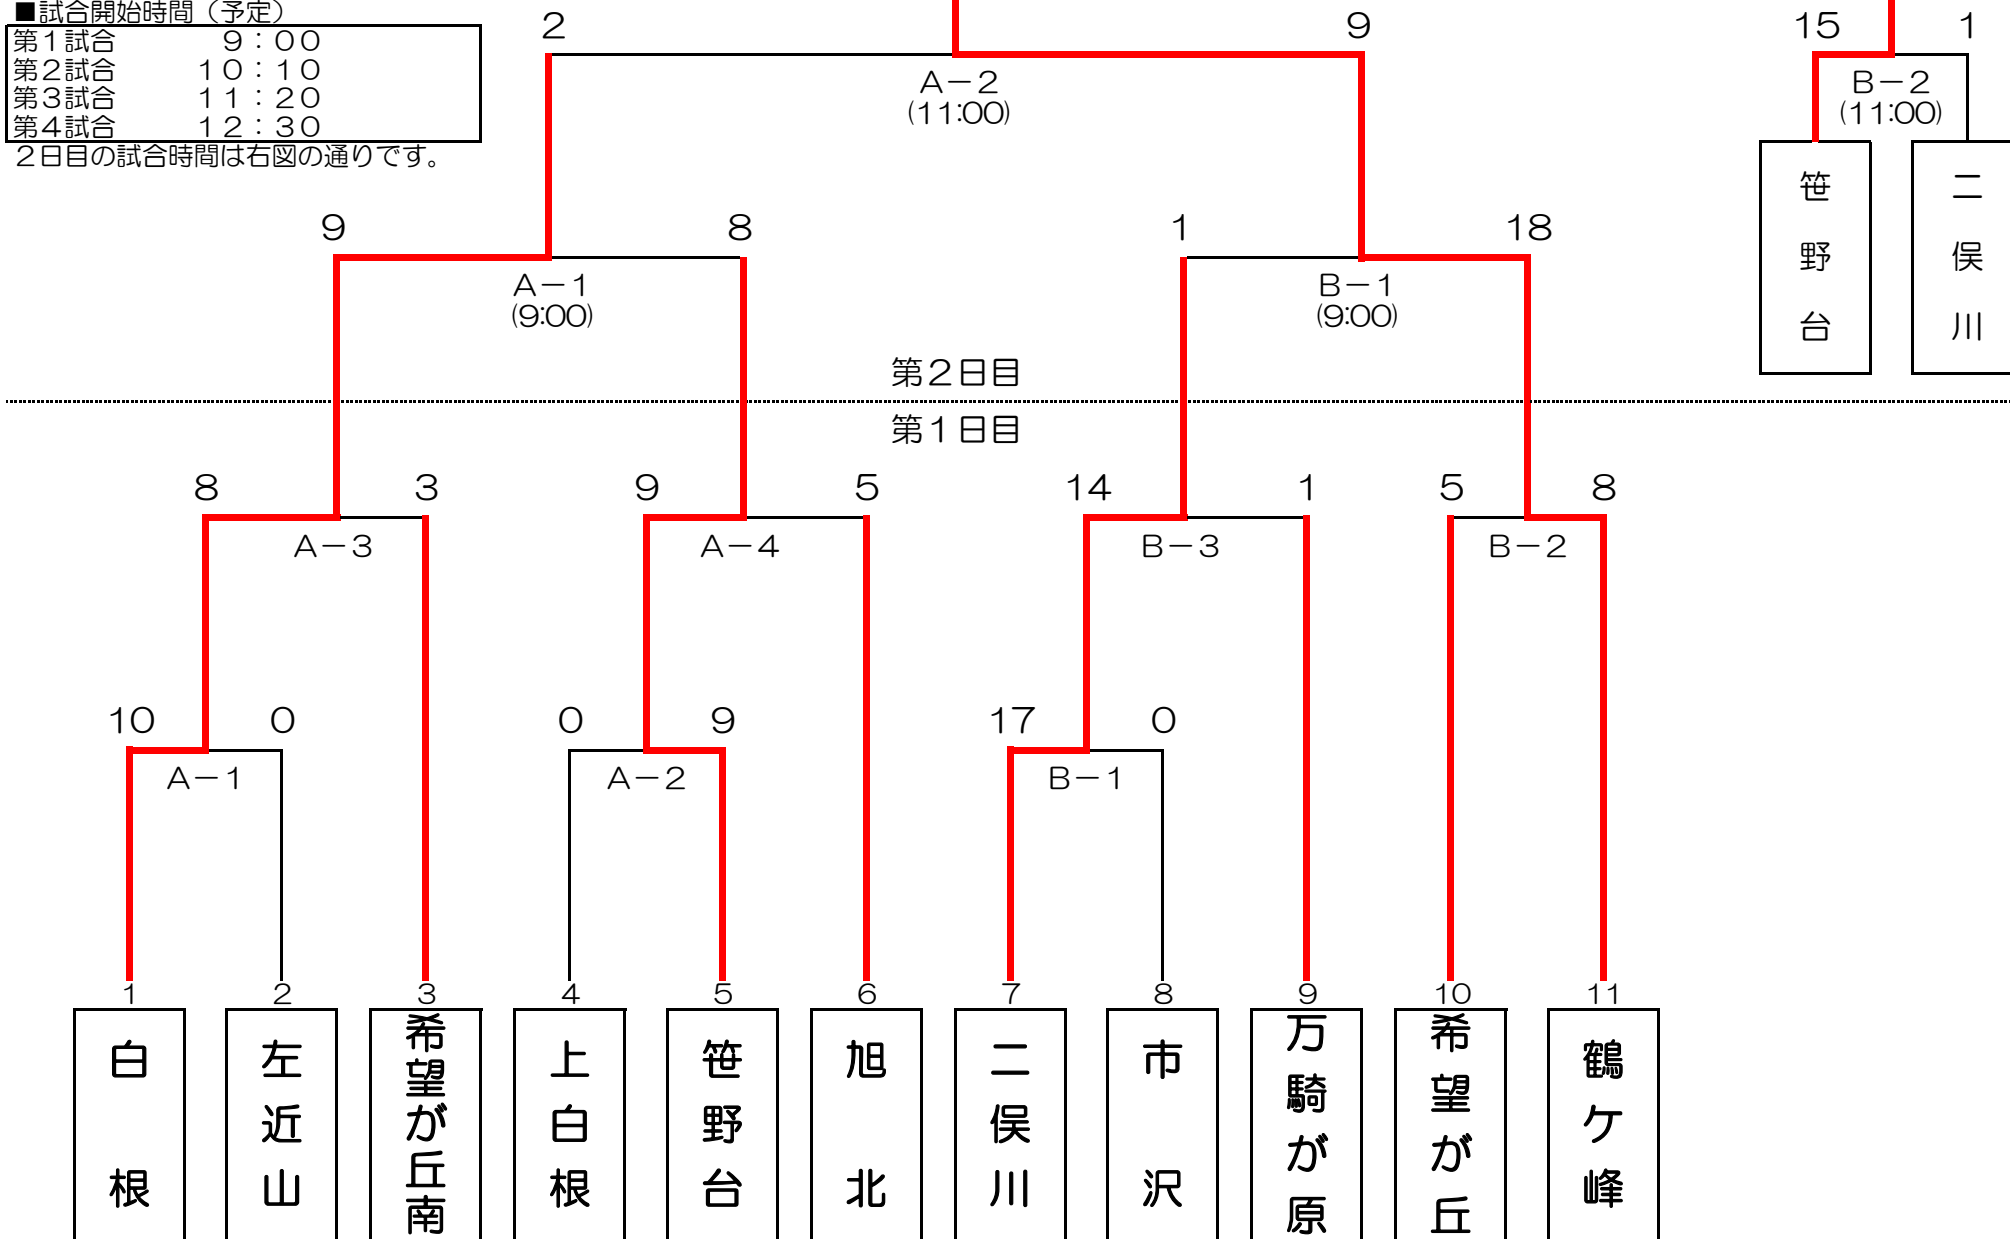 ■試合開始時間（予定）
第１試合　９：００
第２試合　１０：１０
第３試合　１１：２０
第４試合　１２：３０
２日目の試合時間は右図の通りです。
2 9
A－2
(11:00)
15 1
B－2
(11:00)
笹野台
二俣川
9 8
A－1
(9:00)
1 18
B－1
(9:00)
第２日目
第１日目
8 3
A－3
9 5
A－4
14 1
B－3
5 8
B－2
10 0
A－1
0 9
A－2
17 0
B－1
1 2 3 4 5 6 7 8 9 10 11
白根
左近山
希望が丘南
上白根
笹野台
旭北
二俣川
市沢
万騎が原
希望が丘
鶴ケ峰